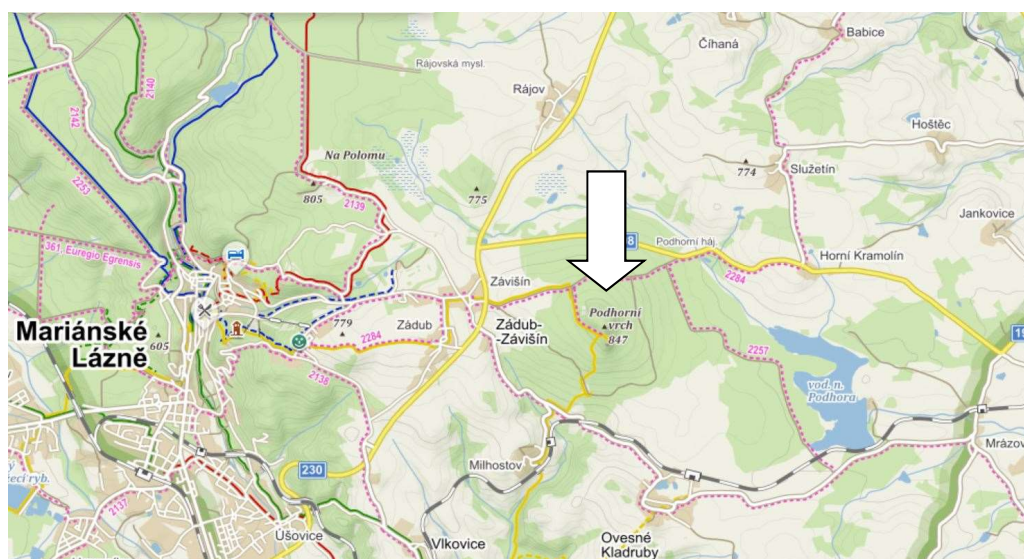 Číhaná
Babice
Rájovská mysl.
Rájov
2140
2142
2253
Hoštěc
Na Polomu
805
775
774
Služetín
2139
Jankovice
361, Euregio Egrensis
Podhorní háj.
Horní Kramolín
2284
Závišín
Podhorní
vrch
847
779
Zádub
Zádub-
-Závišín
2284
Mariánské
Lázně
605
2138
2257
vod. n.
Podhora
230
Milhostov
Mrázov
2137
Úšovice
Vlkovice
Ovesné
Kladruby